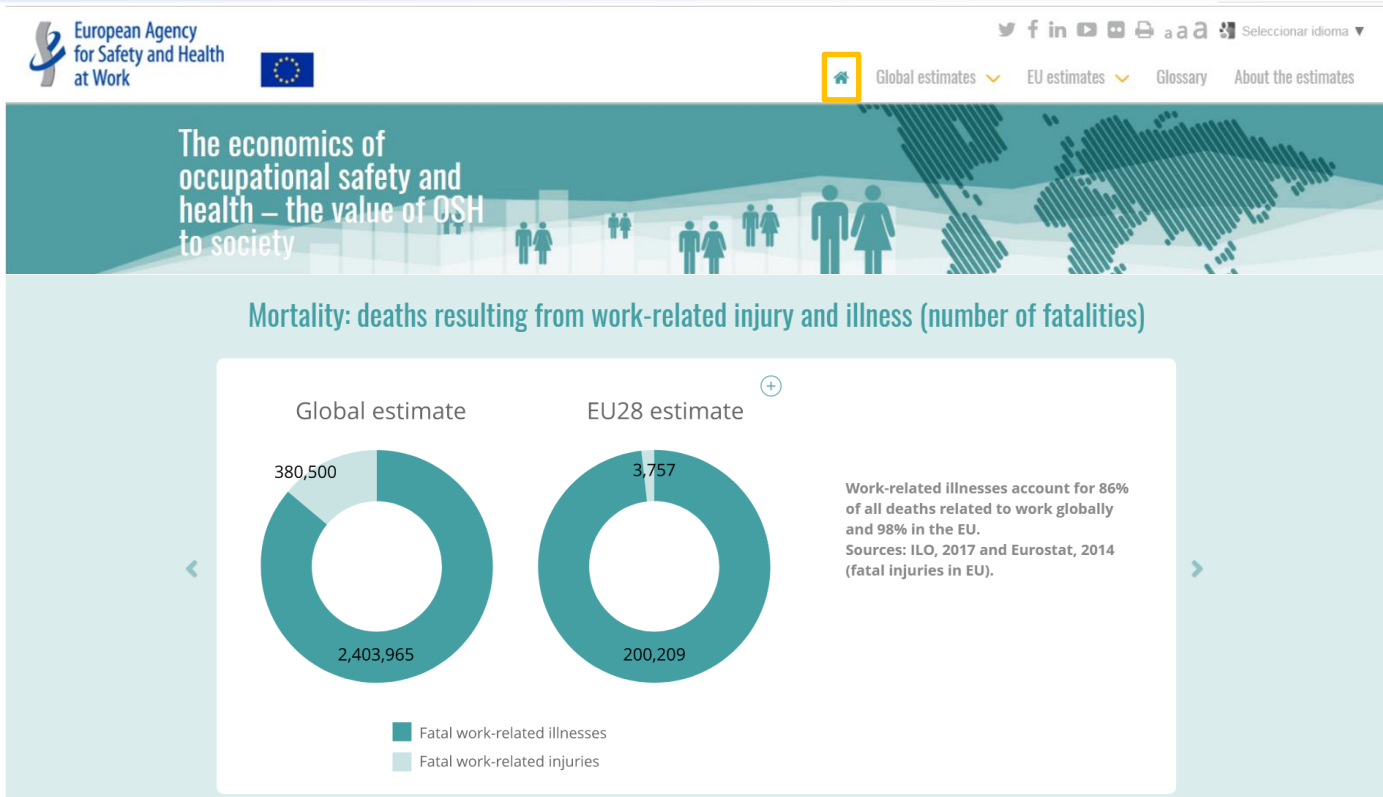 European Agency
for Safety and Health
at Work
a a a Seleccionar idioma ▼
Global estimates
EU estimates
Glossary
About the estimates
The economics of
occupational safety and
health – the value of OSH
to society
Mortality: deaths resulting from work-related injury and illness (number of fatalities)
Global estimate
380,500
2,403,965
EU28 estimate
3,757
200,209
Work-related illnesses account for 86%
of all deaths related to work globally
and 98% in the EU.
Sources: ILO, 2017 and Eurostat, 2014
(fatal injuries in EU).
Fatal work-related illnesses
Fatal work-related injuries